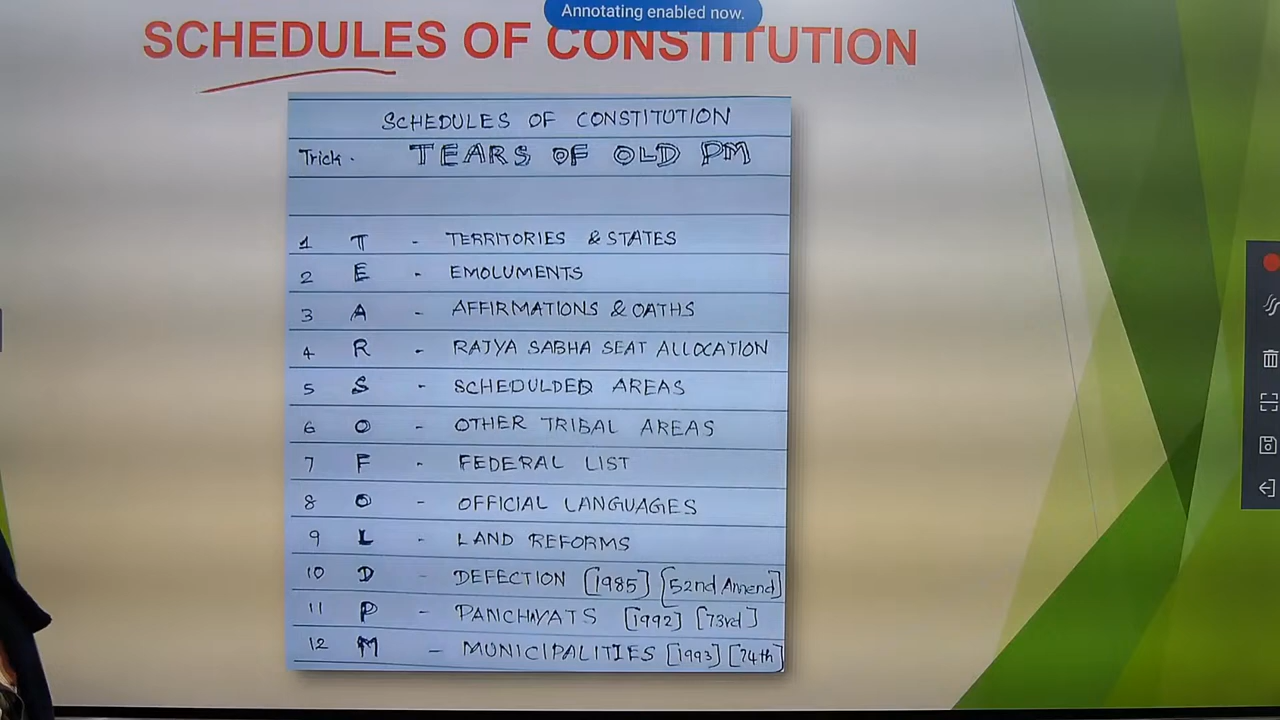 Annotating enabled now.
SCHEDULES OF CONSTITUTION
SCHEDULES OF CONSTITUTION
Trick. TEARS OF OLD PM
1 T - TERRITORIES & STATES
2 E - EMOLUMENTS
3 A - AFFIRMATIONS & OATHS
4 R - RAJYA SABHA SEAT ALLOCATION
5 S - SCHEDULDED AREAS
6 O - OTHER TRIBAL AREAS
7 F - FEDERAL LIST
8 O - OFFICIAL LANGUAGES
9 L - LAND REFORMS
10 D - DEFECTION [1985] [52nd Amend]
11 P - PANCHAYATS [1992] [73rd]
12 M - MUNICIPALITIES [1993] [74th]